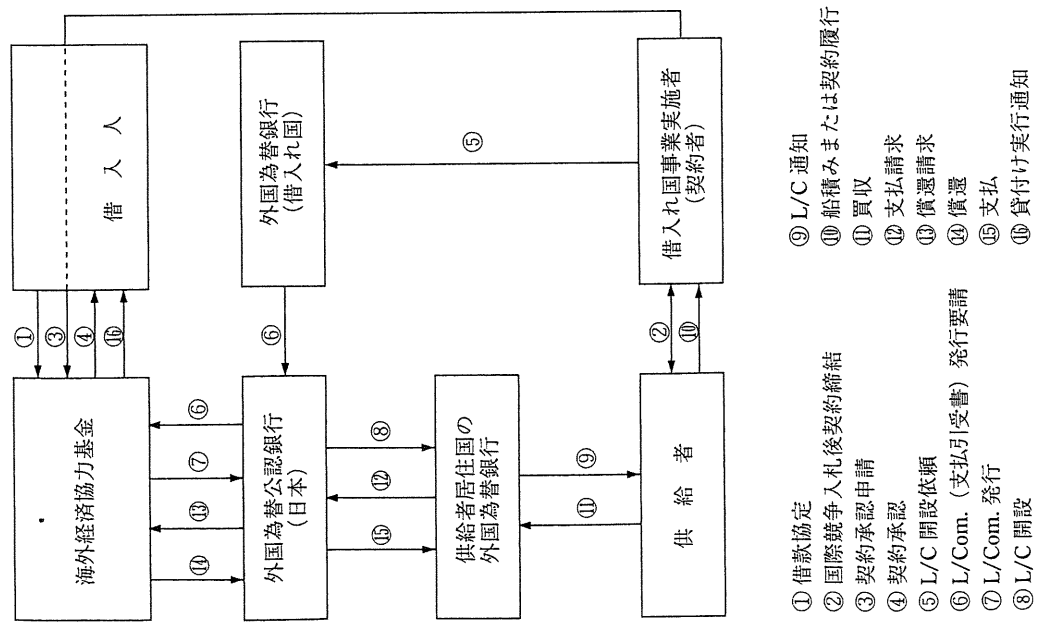 借入人
外国為替銀行
(借入れ国)
借入れ国事業実施者
(契約者)
①
③
④
⑯
⑤
⑥
②
⑩
海外経済協力基金
外国為替公認銀行
(日本)
供給者居住国の
外国為替銀行
供給者
⑥
⑦
⑬
⑭
⑧
⑫
⑮
⑨
⑪
① 借款協定
② 国際競争入札後契約締結
③ 契約承認申請
④ 契約承認
⑤ L/C 開設依頼
⑥ L/Com.(支払引受書)発行要請
⑦ L/Com. 発行
⑧ L/C 開設
⑨ L/C 通知
⑩ 船積みまたは契約履行
⑪ 買収
⑫ 支払請求
⑬ 償還請求
⑭ 償還
⑮ 支払
⑯ 貸付け実行通知